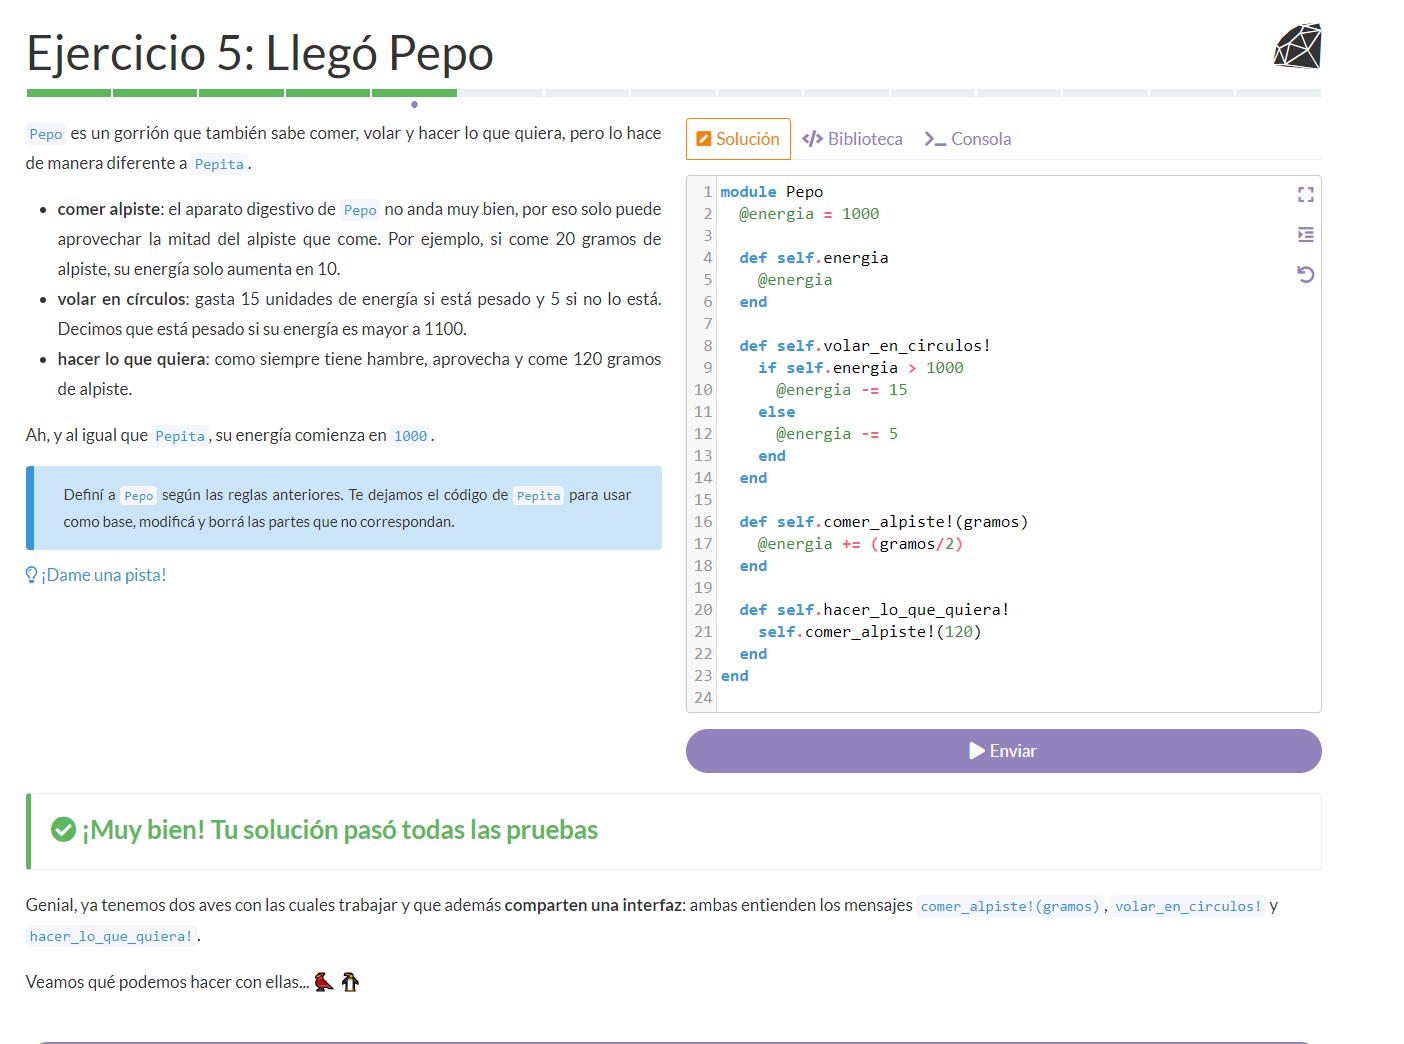 Ejercicio 5: Llegó Pepo
Pepo es un gorrión que también sabe comer, volar y hacer lo que quiera, pero lo hace
de manera diferente a Pepita.
• comer alpiste: el aparato digestivo de Pepo no anda muy bien, por eso solo puede
aprovechar la mitad del alpiste que come. Por ejemplo, si come 20 gramos de
alpiste, su energía solo aumenta en 10.
• volar en círculos: gasta 15 unidades de energía si está pesado y 5 si no lo está.
Decimos que está pesado si su energía es mayor a 1100.
• hacer lo que quiera: como siempre tiene hambre, aprovecha y come 120 gramos
de alpiste.
Ah, y al igual que Pepita, su energía comienza en 1000.
Definí a Pepo según las reglas anteriores. Te dejamos el código de Pepita para usar
como base, modificá y borrá las partes que no correspondan.
¡Dame una pista!
Solución </> Biblioteca >_ Consola
1 module Pepo
2   @energia = 1000
3
4   def self.energia
5     @energia
6   end
7
8   def self.volar_en_circulos!
9     if self.energia > 1000
10       @energia -= 15
11     else
12       @energia -= 5
13     end
14   end
15
16   def self.comer_alpiste!(gramos)
17     @energia += (gramos/2)
18   end
19
20   def self.hacer_lo_que_quiera!
21     self.comer_alpiste!(120)
22   end
23 end
24
Enviar
¡Muy bien! Tu solución pasó todas las pruebas
Genial, ya tenemos dos aves con las cuales trabajar y que además comparten una interfaz: ambas entienden los mensajes comer_alpiste!(gramos), volar_en_circulos! y
hacer_lo_que_quiera!.
Veamos qué podemos hacer con ellas...